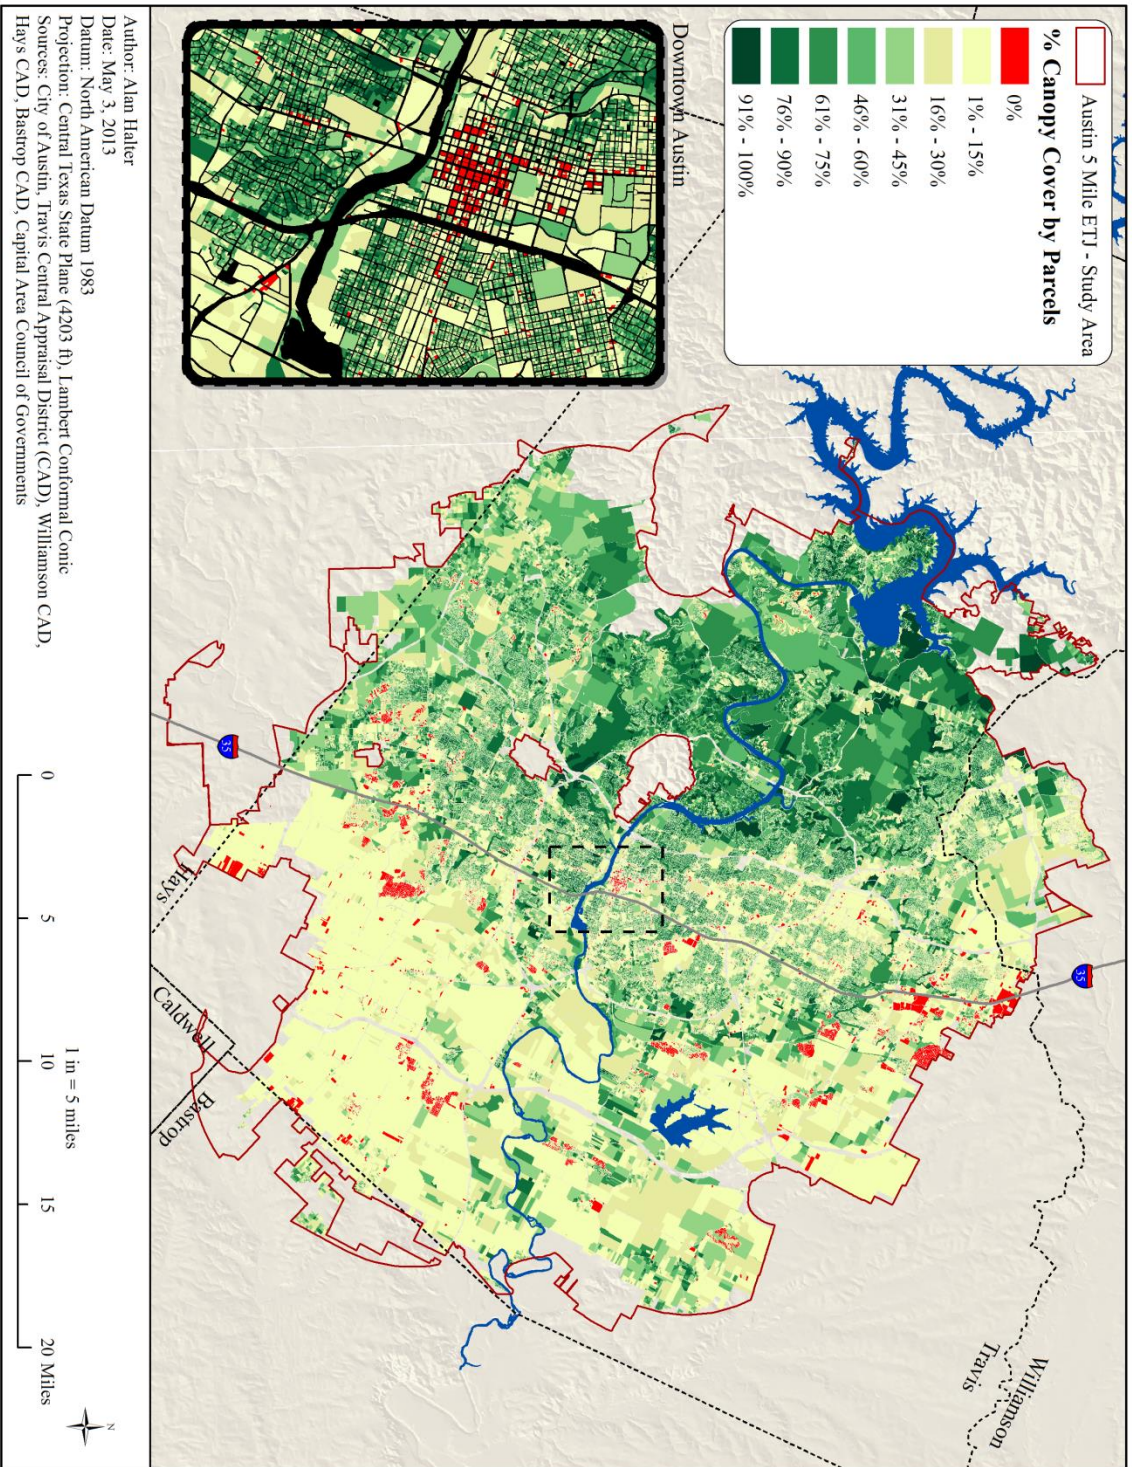 Austin 5 Mile ETJ - Study Area
% Canopy Cover by Parcels
0%
1% - 15%
16% - 30%
31% - 45%
46% - 60%
61% - 75%
76% - 90%
91% - 100%
Downtown Austin
Williamson
Travis
35
35
Hays
Caldwell
Bastrop
0
5
10
15
20 Miles
1 in = 5 miles
N
Author: Alan Halter
Date: May 3, 2013
Datum: North American Datum 1983
Projection: Central Texas State Plane (4203 ft), Lambert Conformal Conic
Sources: City of Austin, Travis Central Appraisal District (CAD), Williamson CAD,
Hays CAD, Bastrop CAD, Capital Area Council of Governments